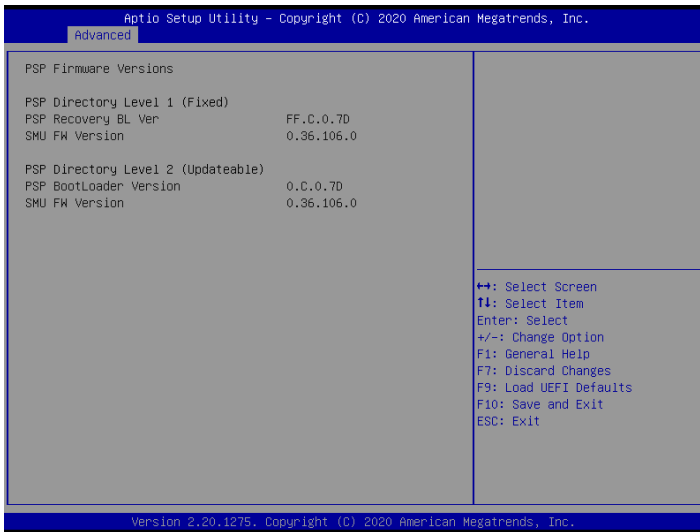 Aptio Setup Utility – Copyright (C) 2020 American Megatrends, Inc.
Advanced
PSP Firmware Versions
PSP Directory Level 1 (Fixed)
PSP Recovery BL Ver FF.C.0.7D
SMU FW Version 0.36.106.0
PSP Directory Level 2 (Updateable)
PSP BootLoader Version 0.C.0.7D
SMU FW Version 0.36.106.0
↔: Select Screen
↑↓: Select Item
Enter: Select
+/-: Change Option
F1: General Help
F7: Discard Changes
F9: Load UEFI Defaults
F10: Save and Exit
ESC: Exit
Version 2.20.1275. Copyright (C) 2020 American Megatrends, Inc.